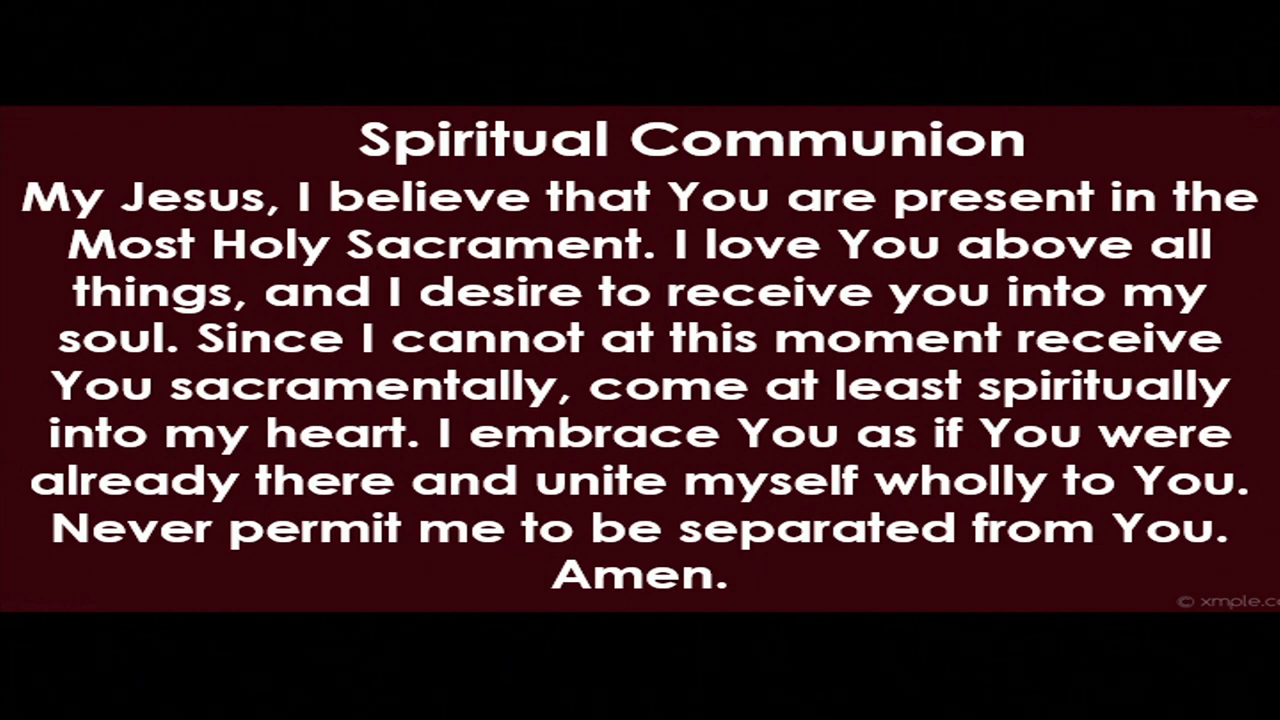 Spiritual Communion
My Jesus, I believe that You are present in the
Most Holy Sacrament. I love You above all
things, and I desire to receive you into my
soul. Since I cannot at this moment receive
You sacramentally, come at least spiritually
into my heart. I embrace You as if You were
already there and unite myself wholly to You.
Never permit me to be separated from You.
Amen.
© xmple.c